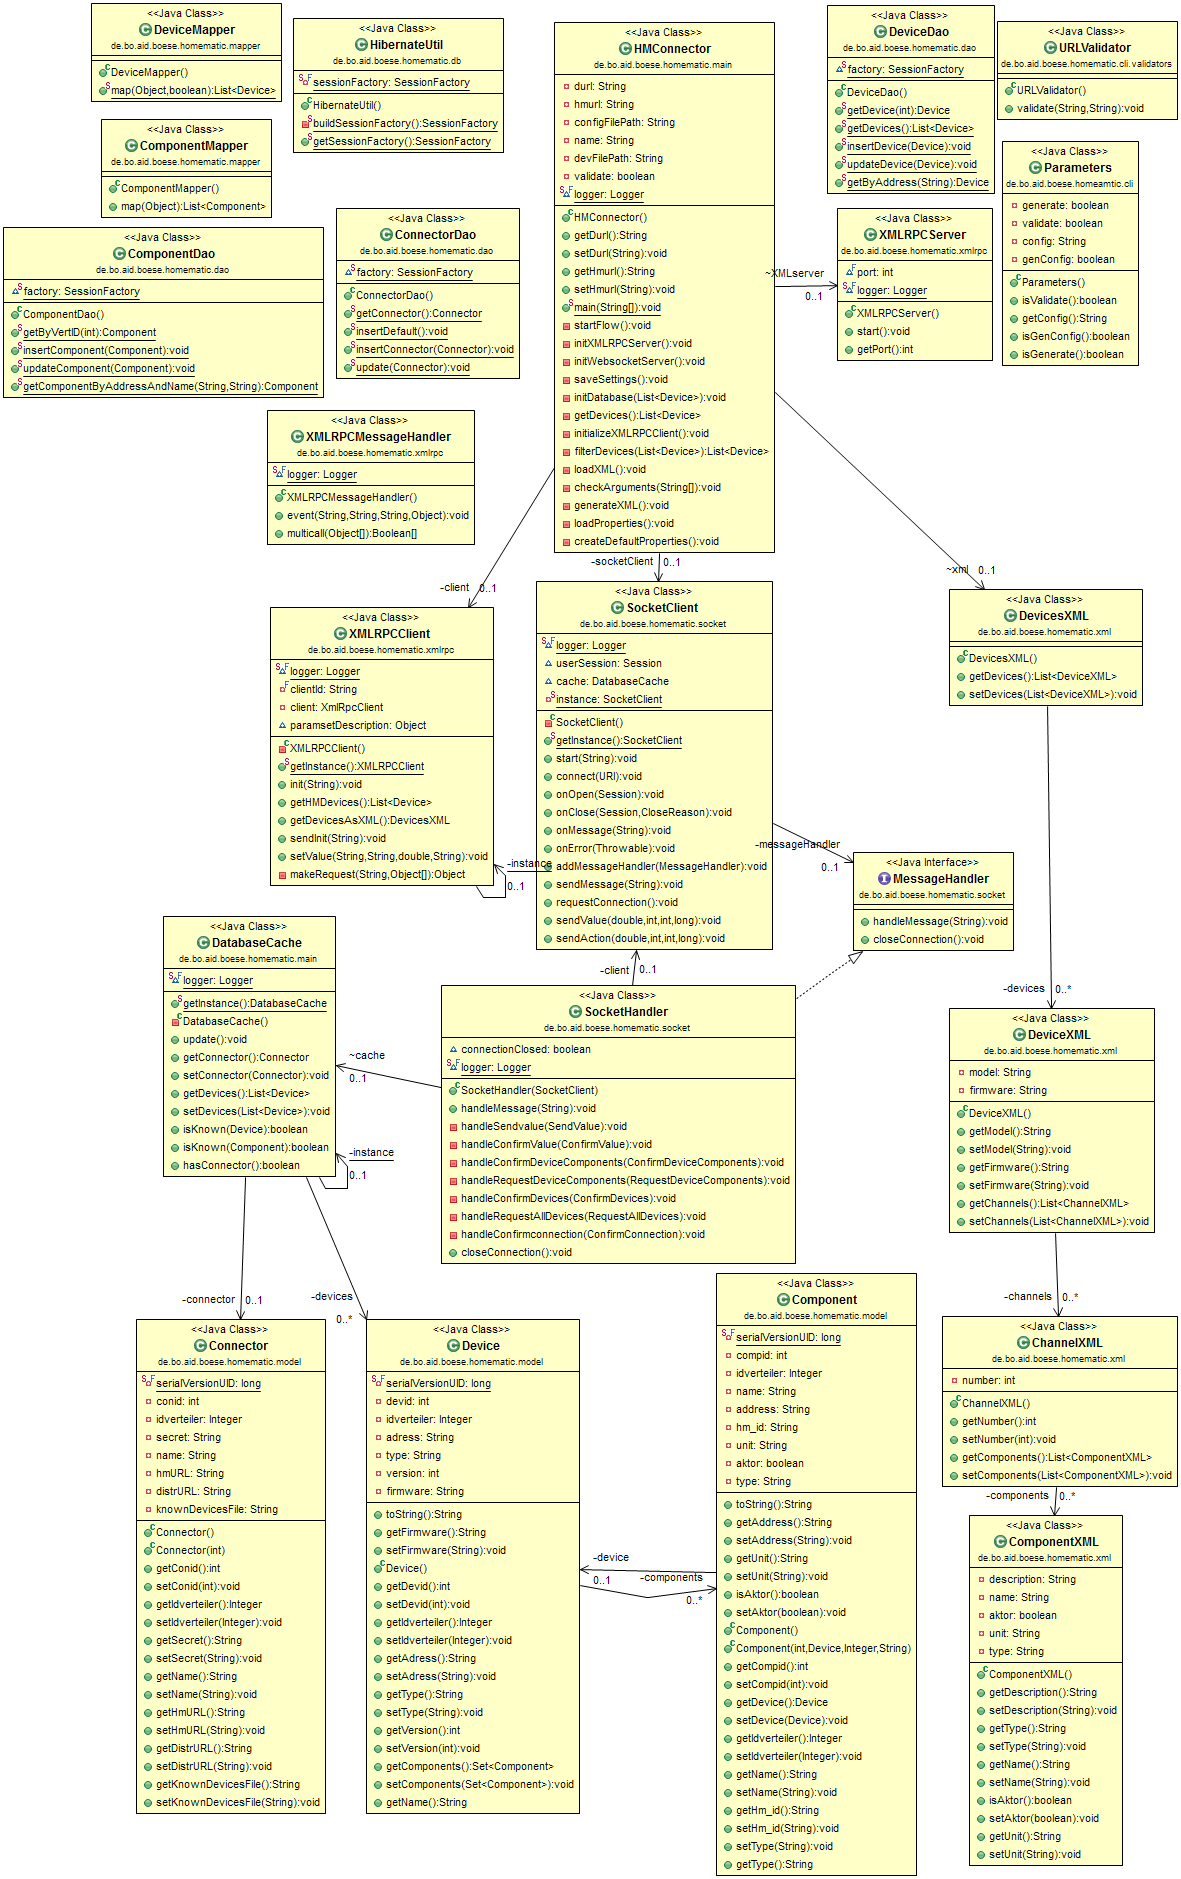 <<Java Class>>
DeviceMapper
de.bo.aid.boese.homematic.mapper
DeviceMapper()
map(Object,boolean):List<Device>
<<Java Class>>
HibernateUtil
de.bo.aid.boese.homematic.db
sessionFactory: SessionFactory
HibernateUtil()
buildSessionFactory():SessionFactory
getSessionFactory():SessionFactory
<<Java Class>>
HMConnector
de.bo.aid.boese.homematic.main
durl: String
hmurl: String
configFilePath: String
name: String
devFilePath: String
validate: boolean
logger: Logger
HMConnector()
getDurl():String
setDurl(String):void
getHmurl():String
setHmurl(String):void
main(String[]):void
startFlow():void
initXMLRPCServer():void
initWebsocketServer():void
saveSettings():void
initDatabase(List<Device>):void
getDevices():List<Device>
initializeXMLRPCClient():void
filterDevices(List<Device>):List<Device>
loadXML():void
checkArguments(String[]):void
generateXML():void
loadProperties():void
createDefaultProperties():void
<<Java Class>>
DeviceDao
de.bo.aid.boese.homematic.dao
factory: SessionFactory
DeviceDao()
getDevice(int):Device
getDevices():List<Device>
insertDevice(Device):void
updateDevice(Device):void
getByAddress(String):Device
<<Java Class>>
URLValidator
de.bo.aid.boese.homematic.cli.validators
URLValidator()
validate(String,String):void
<<Java Class>>
ComponentMapper
de.bo.aid.boese.homematic.mapper
ComponentMapper()
map(Object):List<Component>
<<Java Class>>
Parameters
de.bo.aid.boese.homeamtic.cli
generate: boolean
validate: boolean
config: String
genConfig: boolean
Parameters()
isValidate():boolean
getConfig():String
isGenConfig():boolean
isGenerate():boolean
<<Java Class>>
ComponentDao
de.bo.aid.boese.homematic.dao
factory: SessionFactory
ComponentDao()
getByVertID(int):Component
insertComponent(Component):void
updateComponent(Component):void
getComponentByAddressAndName(String,String):Component
<<Java Class>>
ConnectorDao
de.bo.aid.boese.homematic.dao
factory: SessionFactory
ConnectorDao()
getConnector():Connector
insertDefault():void
insertConnector(Connector):void
update(Connector):void
<<Java Class>>
XMLRPCServer
de.bo.aid.boese.homematic.xmlrpc
port: int
logger: Logger
XMLRPCServer()
start():void
getPort():int
~XMLserver
0..1
<<Java Class>>
XMLRPCMessageHandler
de.bo.aid.boese.homematic.xmlrpc
logger: Logger
XMLRPCMessageHandler()
event(String,String,String,Object):void
multicall(Object[]):Boolean[]
-client
0..1
-socketClient
0..1
~xml
0..1
<<Java Class>>
XMLRPCClient
de.bo.aid.boese.homematic.xmlrpc
logger: Logger
clientId: String
client: XmlRpcClient
paramsetDescription: Object
XMLRPCClient()
getInstance():XMLRPCClient
init(String):void
getHMDevices():List<Device>
getDevicesAsXML():DevicesXML
sendInit(String):void
setValue(String,String,double,String):void
makeRequest(String,Object[]):Object
-instance
0..1
<<Java Class>>
SocketClient
de.bo.aid.boese.homematic.socket
logger: Logger
userSession: Session
cache: DatabaseCache
instance: SocketClient
SocketClient()
getInstance():SocketClient
start(String):void
connect(URI):void
onOpen(Session):void
onClose(Session,CloseReason):void
onMessage(String):void
onError(Throwable):void
addMessageHandler(MessageHandler):void
sendMessage(String):void
requestConnection():void
sendValue(double,int,int,long):void
sendAction(double,int,int,long):void
<<Java Class>>
DevicesXML
de.bo.aid.boese.homematic.xml
DevicesXML()
getDevices():List<DeviceXML>
setDevices(List<DeviceXML>):void
-messageHandler
0..1
<<Java Interface>>
MessageHandler
de.bo.aid.boese.homematic.socket
handleMessage(String):void
closeConnection():void
<<Java Class>>
DatabaseCache
de.bo.aid.boese.homematic.main
logger: Logger
getInstance():DatabaseCache
DatabaseCache()
update():void
getConnector():Connector
setConnector(Connector):void
getDevices():List<Device>
setDevices(List<Device>):void
isKnown(Device):boolean
isKnown(Component):boolean
hasConnector():boolean
-instance
0..1
~cache
0..1
-client
0..1
<<Java Class>>
SocketHandler
de.bo.aid.boese.homematic.socket
connectionClosed: boolean
logger: Logger
SocketHandler(SocketClient)
handleMessage(String):void
handleSendvalue(SendValue):void
handleConfirmValue(ConfirmValue):void
handleConfirmDeviceComponents(ConfirmDeviceComponents):void
handleRequestDeviceComponents(RequestDeviceComponents):void
handleConfirmDevices(ConfirmDevices):void
handleRequestAllDevices(RequestAllDevices):void
handleConfirmconnection(ConfirmConnection):void
closeConnection():void
-devices
0..*
<<Java Class>>
DeviceXML
de.bo.aid.boese.homematic.xml
model: String
firmware: String
DeviceXML()
getModel():String
setModel(String):void
getFirmware():String
setFirmware(String):void
getChannels():List<ChannelXML>
setChannels(List<ChannelXML>):void
-connector
0..1
-devices
0..*
<<Java Class>>
Connector
de.bo.aid.boese.homematic.model
serialVersionUID: long
conid: int
idverteiler: Integer
secret: String
name: String
hmURL: String
distrURL: String
knownDevicesFile: String
Connector()
Connector(int)
getConid():int
setConid(int):void
getIdverteiler():Integer
setIdverteiler(Integer):void
getSecret():String
setSecret(String):void
getName():String
setName(String):void
getHmURL():String
setHmURL(String):void
getDistrURL():String
setDistrURL(String):void
getKnownDevicesFile():String
setKnownDevicesFile(String):void
<<Java Class>>
Device
de.bo.aid.boese.homematic.model
serialVersionUID: long
devid: int
idverteiler: Integer
adress: String
type: String
version: int
firmware: String
toString():String
getFirmware():String
setFirmware(String):void
Device()
getDevid():int
setDevid(int):void
getIdverteiler():Integer
setIdverteiler(Integer):void
getAdress():String
setAdress(String):void
getType():String
setType(String):void
getVersion():int
setVersion(int):void
getComponents():Set<Component>
setComponents(Set<Component>):void
getName():String
-device
0..1
-components
0..*
<<Java Class>>
Component
de.bo.aid.boese.homematic.model
serialVersionUID: long
compid: int
idverteiler: Integer
name: String
address: String
hm_id: String
unit: String
aktor: boolean
type: String
toString():String
getAddress():String
setAddress(String):void
getUnit():String
setUnit(String):void
isAktor():boolean
setAktor(boolean):void
Component()
Component(int,Device,Integer,String)
getCompid():int
setCompid(int):void
getDevice():Device
setDevice(Device):void
getIdverteiler():Integer
setIdverteiler(Integer):void
getName():String
setName(String):void
getHm_id():String
setHm_id(String):void
setType(String):void
getType():String
-channels
0..*
<<Java Class>>
ChannelXML
de.bo.aid.boese.homematic.xml
number: int
ChannelXML()
getNumber():int
setNumber(int):void
getComponents():List<ComponentXML>
setComponents(List<ComponentXML>):void
-components
0..*
<<Java Class>>
ComponentXML
de.bo.aid.boese.homematic.xml
description: String
name: String
aktor: boolean
unit: String
type: String
ComponentXML()
getDescription():String
setDescription(String):void
getType():String
setType(String):void
getName():String
setName(String):void
isAktor():boolean
setAktor(boolean):void
getUnit():String
setUnit(String):void